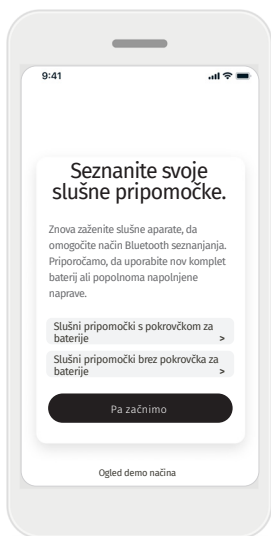 9:41
Seznanite svoje
slušne pripomočke.
Znova zaženite slušne aparate, da
omogočite način Bluetooth seznanjanja.
Priporočamo, da uporabite nov komplet
baterij ali popolnoma napolnjene
naprave.
Slušni pripomočki s pokrovčkom za
baterije >
Slušni pripomočki brez pokrovčka za
baterije >
Pa začnimo
Ogled demo načina